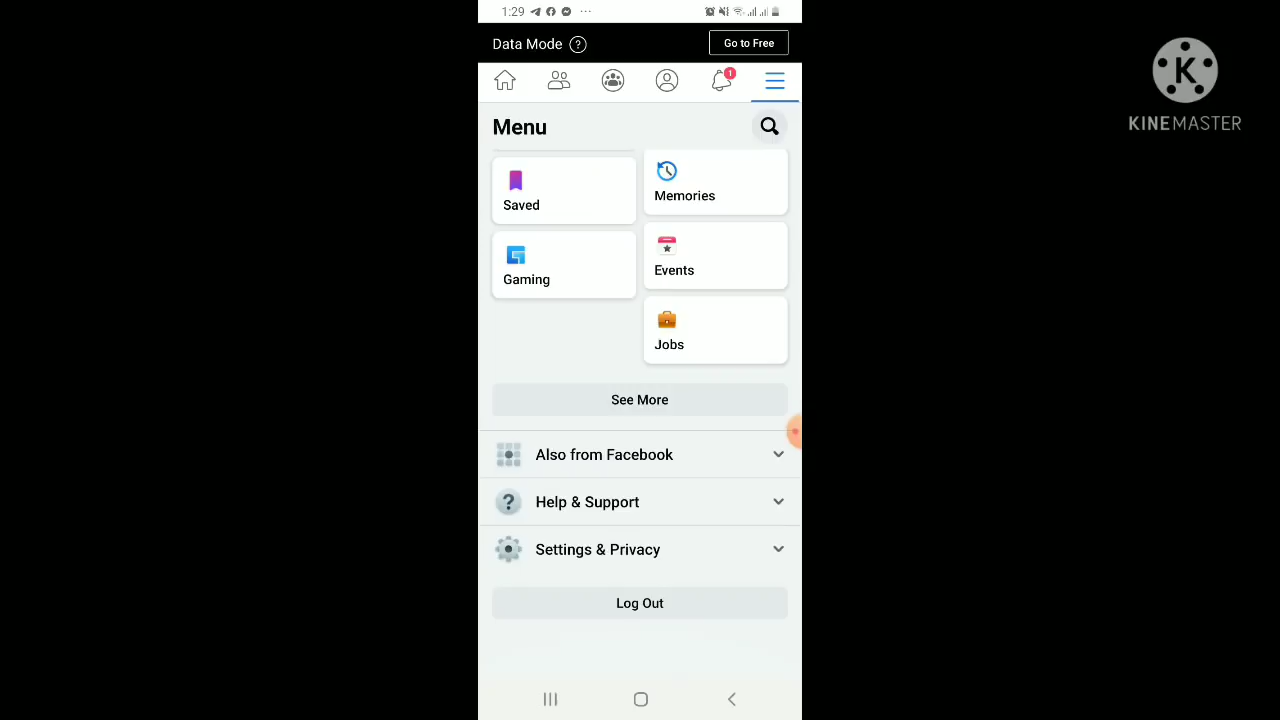 1:29
Data Mode ?
Go to Free
1
Menu
Saved
Memories
Gaming
Events
Jobs
See More
Also from Facebook
? Help & Support
Settings & Privacy
Log Out
K
KINEMASTER